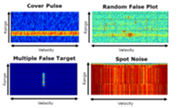 Cover Pulse
Random False Plot
Range
Velocity
Range
Velocity
Multiple False Target
Spot Noise
Range
Velocity
Range
Velocity